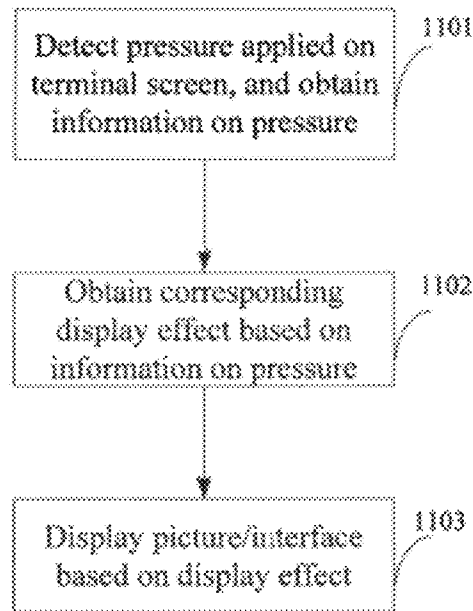 Detect pressure applied on
terminal screen, and obtain
information on pressure
1101
Obtain corresponding
display effect based on
information on pressure
1102
Display picture/interface
based on display effect
1103